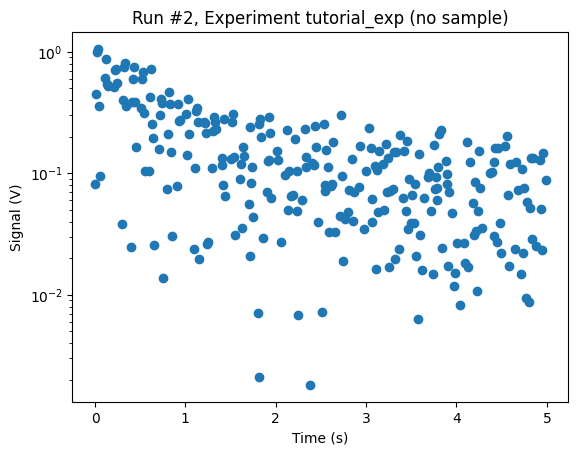 Run #2, Experiment tutorial_exp (no sample)
10⁰
10⁻¹
10⁻²
Signal (V)
0 1 2 3 4 5
Time (s)